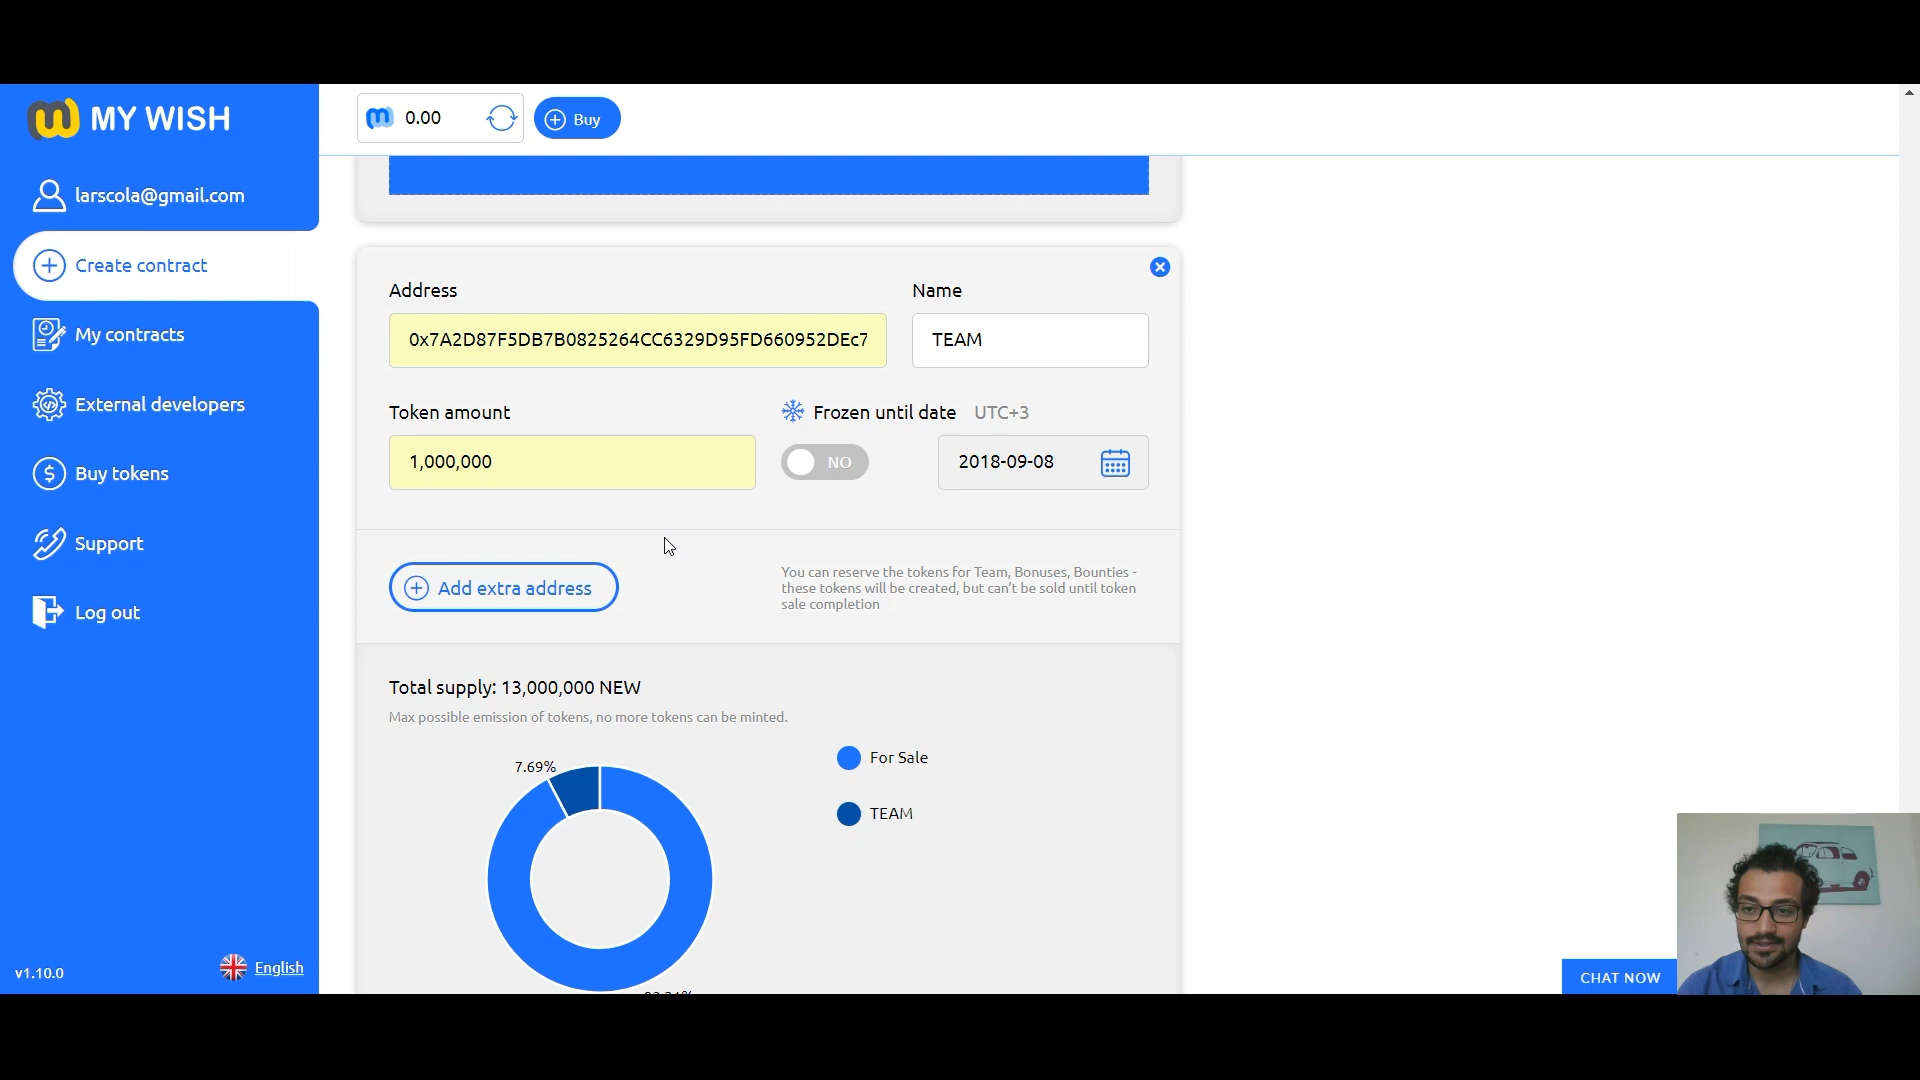 MY WISH
0.00
Buy
larscola@gmail.com
Create contract
My contracts
External developers
Buy tokens
Support
Log out
v1.10.0
English
Address
Name
0x7A2D87F5DB7B0825264CC6329D95FD660952DEc7
TEAM
Token amount
Frozen until date UTC+3
1,000,000
NO
2018-09-08
Add extra address
You can reserve the tokens for Team, Bonuses, Bounties -
these tokens will be created, but can't be sold until token
sale completion
Total supply: 13,000,000 NEW
Max possible emission of tokens, no more tokens can be minted.
7.69%
For Sale
TEAM
CHAT NOW